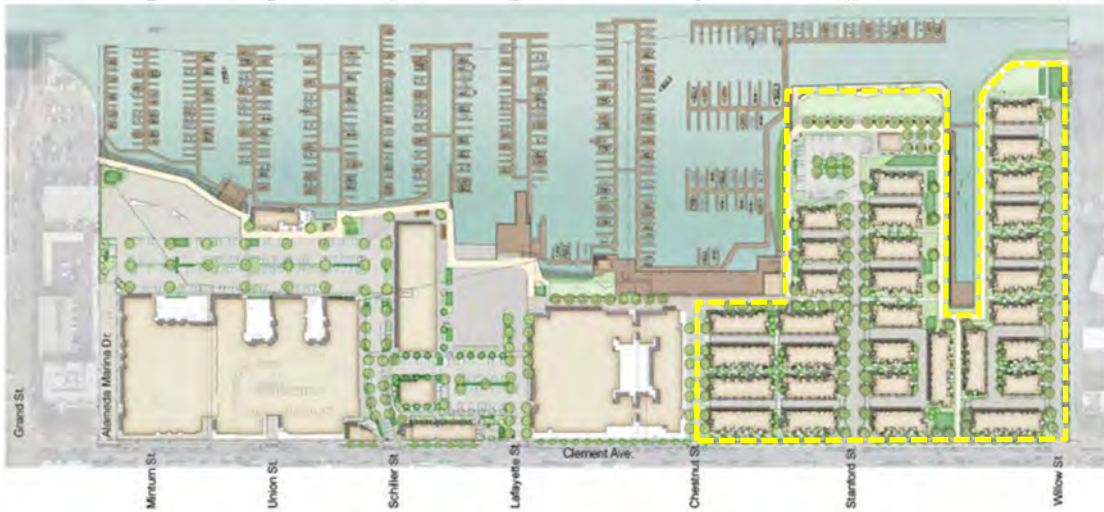 Grand St.
Alameda Marina Dr.
Minturn St.
Union St.
Schiller St.
Lafayette St.
Clement Ave.
Chestnut St.
Stanford St.
Willow St.